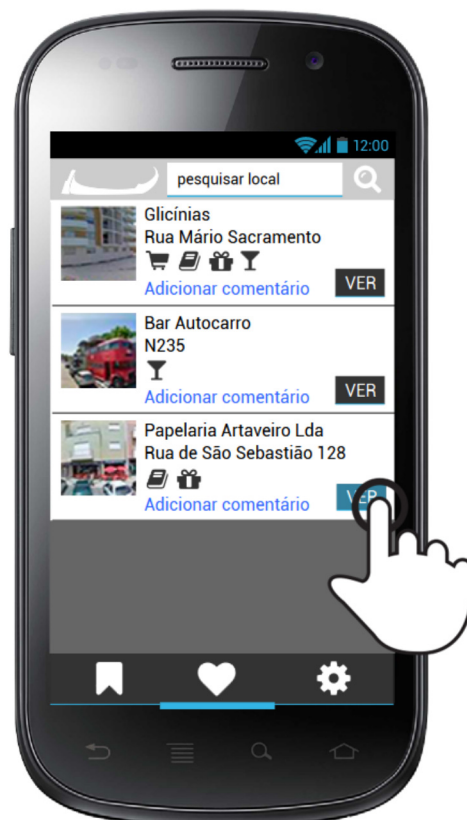 12:00
pesquisar local
Glicínias
Rua Mário Sacramento
Adicionar comentário
VER
Bar Autocarro
N235
Adicionar comentário
VER
Papelaria Artaveiro Lda
Rua de São Sebastião 128
Adicionar comentário
VER